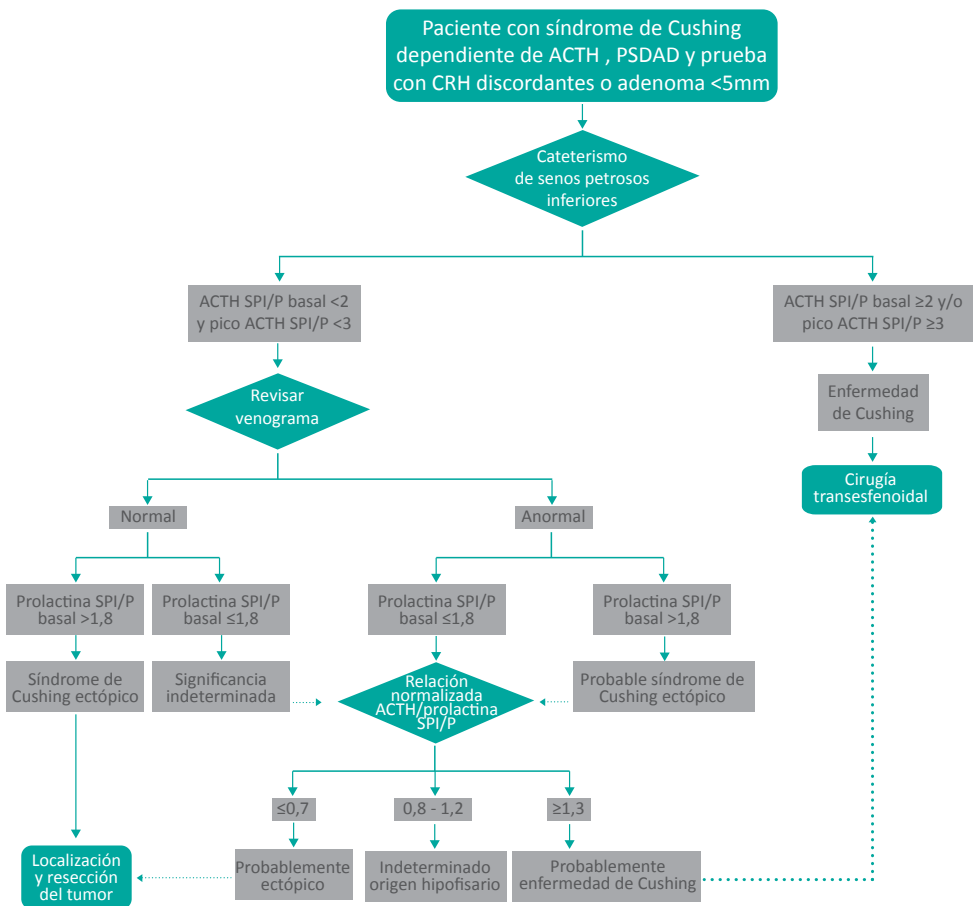 Paciente con síndrome de Cushing
dependiente de ACTH , PSDAD y prueba
con CRH discordantes o adenoma <5mm
Cateterismo
de senos petrosos
inferiores
ACTH SPI/P basal <2
y pico ACTH SPI/P <3
ACTH SPI/P basal ≥2 y/o
pico ACTH SPI/P ≥3
Revisar
venograma
Enfermedad
de Cushing
Cirugía
transesfenoidal
Normal
Anormal
Prolactina SPI/P
basal >1,8
Prolactina SPI/P
basal ≤1,8
Prolactina SPI/P
basal ≤1,8
Prolactina SPI/P
basal >1,8
Síndrome de
Cushing ectópico
Significancia
indeterminada
Relación
normalizada
ACTH/prolactina
SPI/P
Probable síndrome de
Cushing ectópico
≤0,7
0,8 - 1,2
≥1,3
Localización
y resección
del tumor
Probablemente
ectópico
Indeterminado
origen hipofisario
Probablemente
enfermedad de Cushing